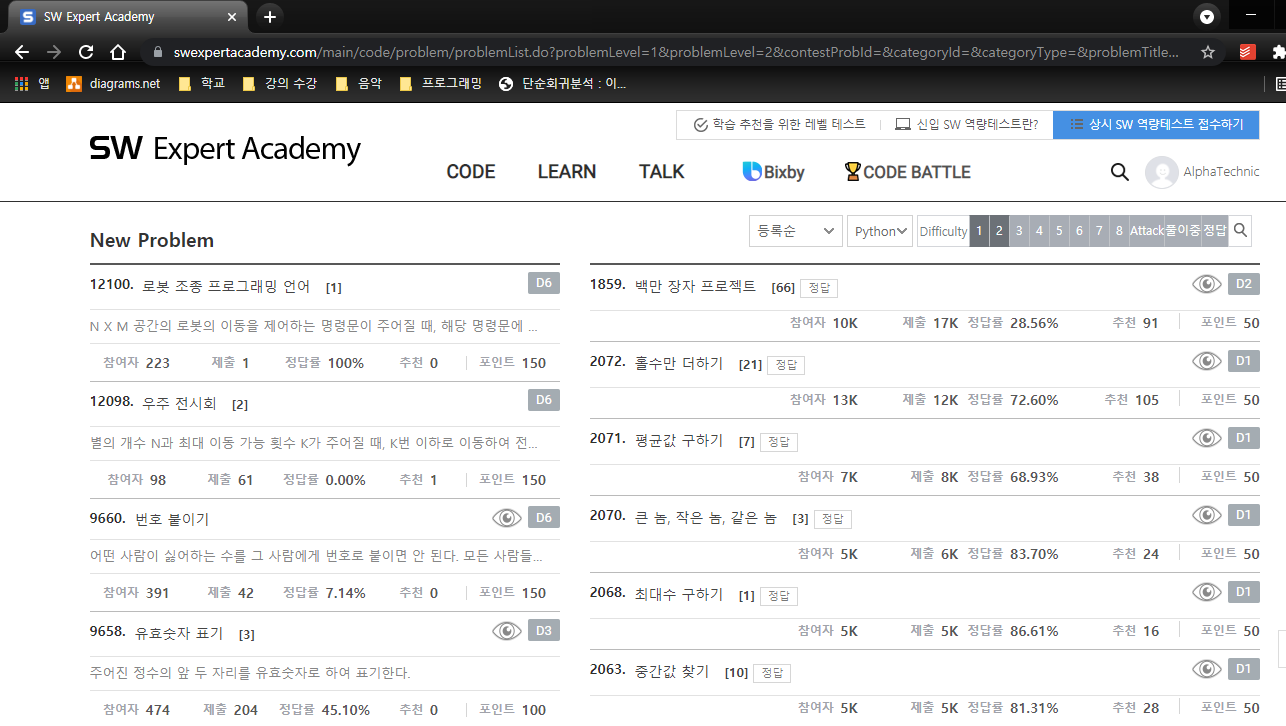 SW Expert Academy
swexpertacademy.com/main/code/problem/problemList.do?problemLevel=1&problemLevel=2&contestProbId=&categoryId=&categoryType=&problemTitle...
앱 diagrams.net 학교 강의 수강 음악 프로그래밍 단순회귀분석 : 이...
학습 추천을 위한 레벨 테스트 신입 SW 역량테스트란? 상시 SW 역량테스트 접수하기
SW Expert Academy
CODE LEARN TALK Bixby CODE BATTLE AlphaTechnic
New Problem
등록순 Python Difficulty 1 2 3 4 5 6 7 8 Attack 풀이중 정답
12100. 로봇 조종 프로그래밍 언어 [1] D6
N X M 공간의 로봇의 이동을 제어하는 명령문이 주어질 때, 해당 명령문에 ...
참여자 223 제출 1 정답률 100% 추천 0 포인트 150
12098. 우주 전시회 [2] D6
별의 개수 N과 최대 이동 가능 횟수 K가 주어질 때, K번 이하로 이동하여 전...
참여자 98 제출 61 정답률 0.00% 추천 1 포인트 150
9660. 번호 붙이기 D6
어떤 사람이 싫어하는 수를 그 사람에게 번호로 붙이면 안 된다. 모든 사람들...
참여자 391 제출 42 정답률 7.14% 추천 0 포인트 150
9658. 유효숫자 표기 [3] D3
주어진 정수의 앞 두 자리를 유효숫자로 하여 표기한다.
참여자 474 제출 204 정답률 45.10% 추천 0 포인트 100
1859. 백만 장자 프로젝트 [66] 정답 D2
참여자 10K 제출 17K 정답률 28.56% 추천 91 포인트 50
2072. 홀수만 더하기 [21] 정답 D1
참여자 13K 제출 12K 정답률 72.60% 추천 105 포인트 50
2071. 평균값 구하기 [7] 정답 D1
참여자 7K 제출 8K 정답률 68.93% 추천 38 포인트 50
2070. 큰 놈, 작은 놈, 같은 놈 [3] 정답 D1
참여자 5K 제출 6K 정답률 83.70% 추천 24 포인트 50
2068. 최대수 구하기 [1] 정답 D1
참여자 5K 제출 5K 정답률 86.61% 추천 16 포인트 50
2063. 중간값 찾기 [10] 정답 D1
참여자 5K 제출 5K 정답률 81.31% 추천 28 포인트 50